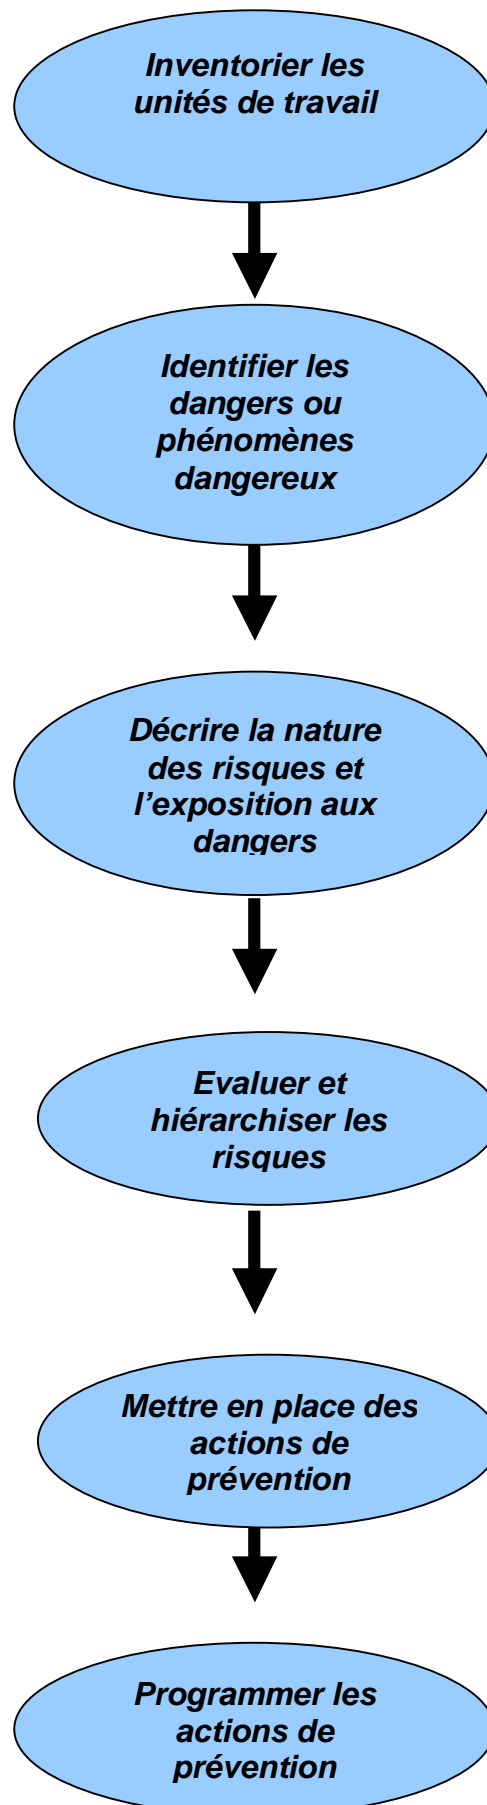 Inventorier les
unités de travail
Identifier les
dangers ou
phénomènes
dangereux
Décrire la nature
des risques et
l’exposition aux
dangers
Evaluer et
hiérarchiser les
risques
Mettre en place des
actions de
prévention
Programmer les
actions de
prévention